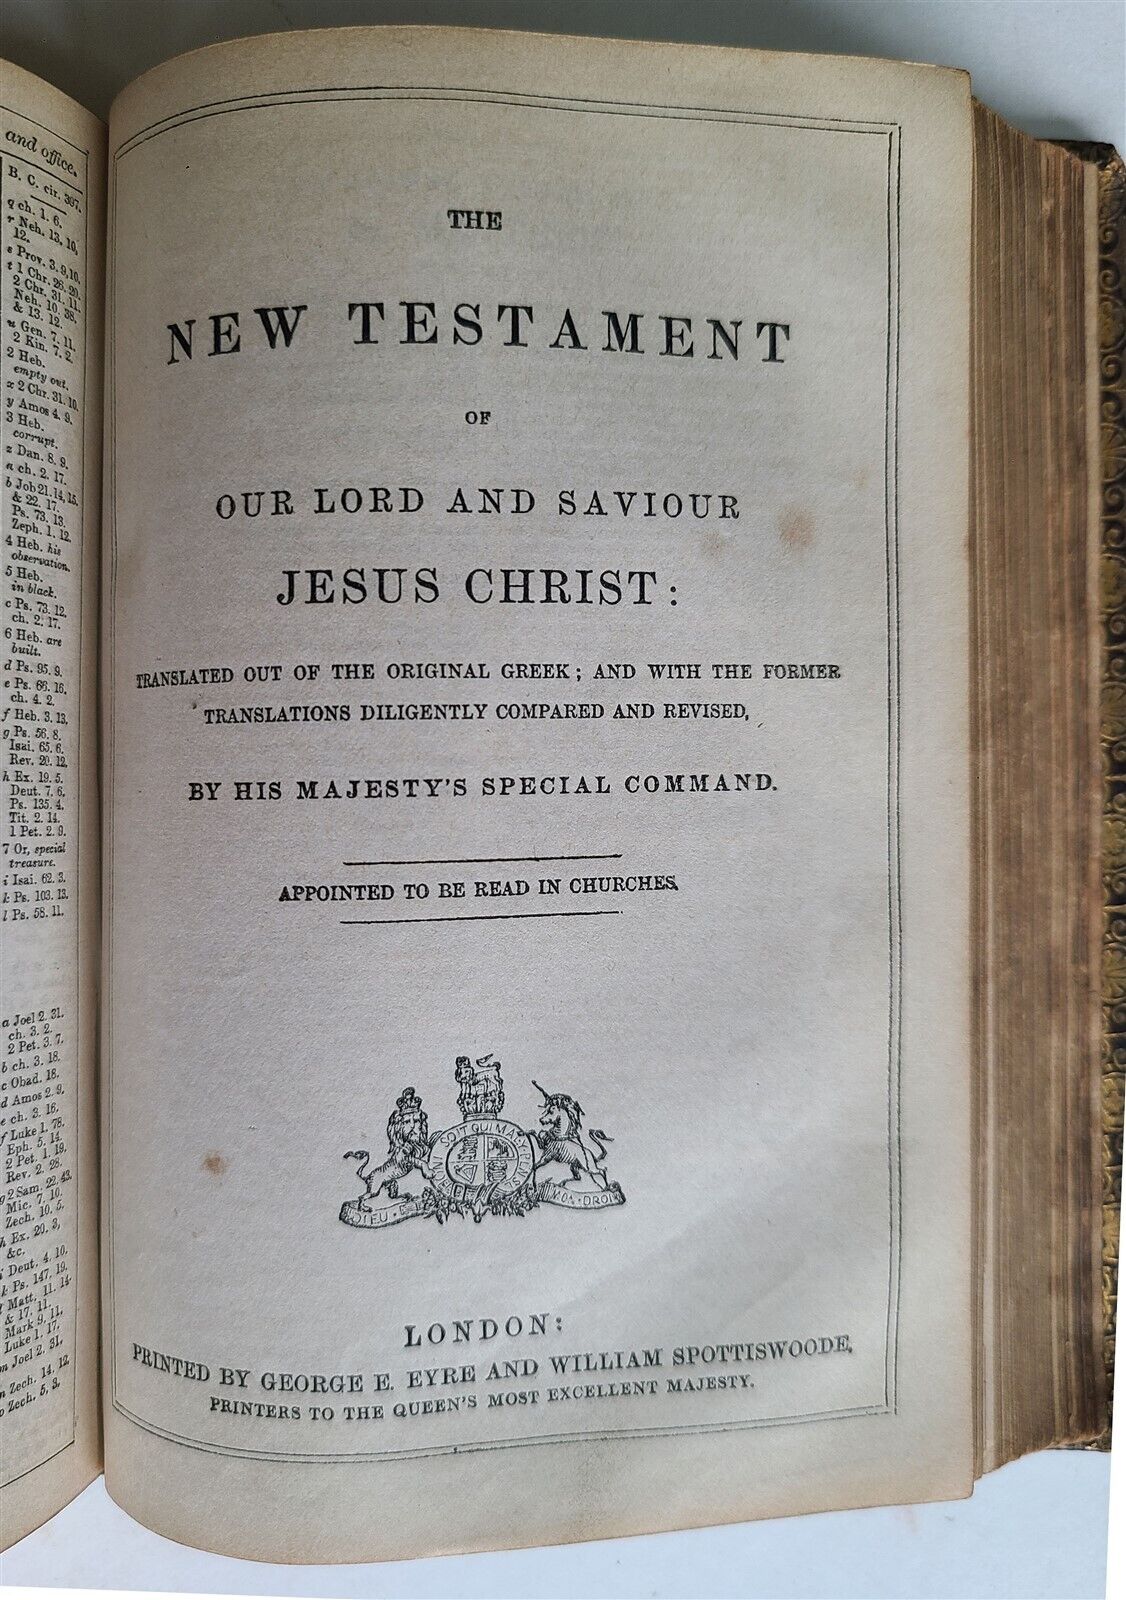 and office.
B. C. cir. 397.
q ch. 1. 6.
r Neh. 13. 10,
12.
s Prov. 3. 9, 10.
t 1 Chr. 26. 20.
2 Chr. 31. 11.
Neh. 10. 38.
& 13. 12.
u Gen. 7. 11.
2 Kin. 7. 2.
2 Heb.
empty out.
x 2 Chr. 31. 10.
y Amos 4. 9.
3 Heb.
corrupt.
z Dan. 8. 9.
a ch. 2. 17.
b Job 21. 14, 15.
& 22. 17.
Ps. 73. 13.
Zeph. 1. 12.
4 Heb. his
observation.
5 Heb.
in black.
c Ps. 73. 12.
ch. 2. 17.
6 Heb. are
built.
d Ps. 95. 9.
e Ps. 66. 16.
ch. 4. 2.
f Heb. 3. 13.
g Ps. 56. 8.
Isai. 65. 6.
Rev. 20. 12.
h Ex. 19. 5.
Deut. 7. 6.
Ps. 135. 4.
Tit. 2. 14.
1 Pet. 2. 9.
7 Or, special
treasure.
i Isai. 62. 3.
k Ps. 103. 13.
l Ps. 58. 11.
a Joel 2. 31.
ch. 3. 2.
2 Pet. 3. 7.
b ch. 3. 18.
c Obad. 18.
d Amos 2. 9.
e ch. 3. 16.
f Luke 1. 78.
Eph. 5. 14.
2 Pet. 1. 19.
Rev. 2. 28.
g 2 Sam. 22. 43.
Mic. 7. 10.
Zech. 10. 5.
h Ex. 20. 3,
&c.
i Deut. 4. 10.
k Ps. 147. 19.
l Matt. 11. 14.
& 17. 11.
Mark 9. 11.
Luke 1. 17.
m Joel 2. 31.
n Zech. 14. 12.
o Zech. 5. 3.
THE
NEW TESTAMENT
OF
OUR LORD AND SAVIOUR
JESUS CHRIST:
TRANSLATED OUT OF THE ORIGINAL GREEK; AND WITH THE FORMER
TRANSLATIONS DILIGENTLY COMPARED AND REVISED,
BY HIS MAJESTY'S SPECIAL COMMAND.
APPOINTED TO BE READ IN CHURCHES.
SOIT QUI MAL Y PENSE
DIEU ET MON DROIT
LONDON:
PRINTED BY GEORGE E. EYRE AND WILLIAM SPOTTISWOODE,
PRINTERS TO THE QUEEN'S MOST EXCELLENT MAJESTY.